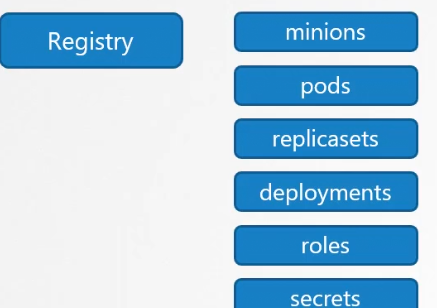 Registry
minions
pods
replicasets
deployments
roles
secrets